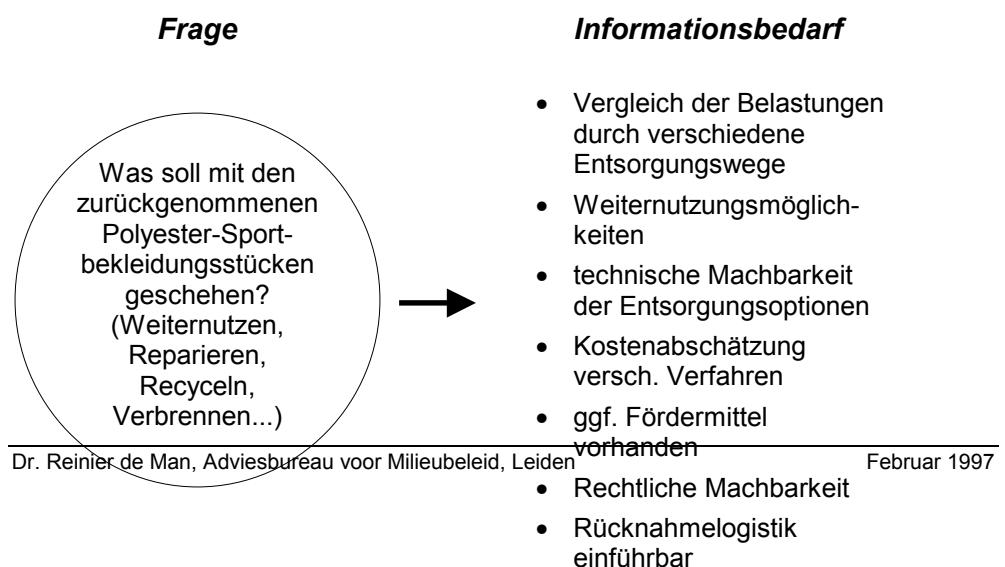 Frage
Informationsbedarf
Was soll mit den
zurückgenommenen
Polyester-Sport-
bekleidungsstücken
geschehen?
(Weiternutzen,
Reparieren,
Recyceln,
Verbrennen...)
• Vergleich der Belastungen
durch verschiedene
Entsorgungswege
• Weiternutzungsmöglich-
keiten
• technische Machbarkeit
der Entsorgungsoptionen
• Kostenabschätzung
versch. Verfahren
• ggf. Fördermittel
vorhanden
• Rechtliche Machbarkeit
• Rücknahmelogistik
einführbar
Dr. Reinier de Man, Adviesbureau voor Milieubeleid, Leiden
Februar 1997